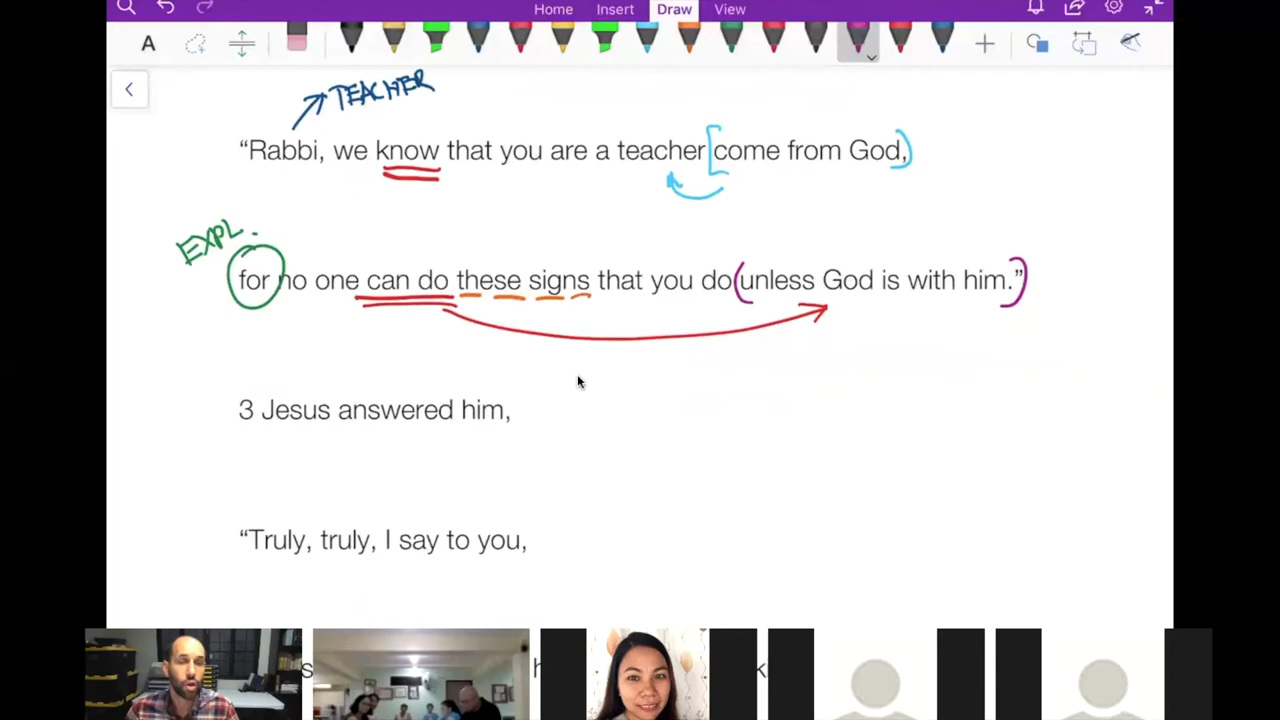 Home Insert Draw View
A
TEACHER
“Rabbi, we know that you are a teacher [come from God,)
EXPL.
for no one can do these signs that you do (unless God is with him.”)
3 Jesus answered him,
“Truly, truly, I say to you,